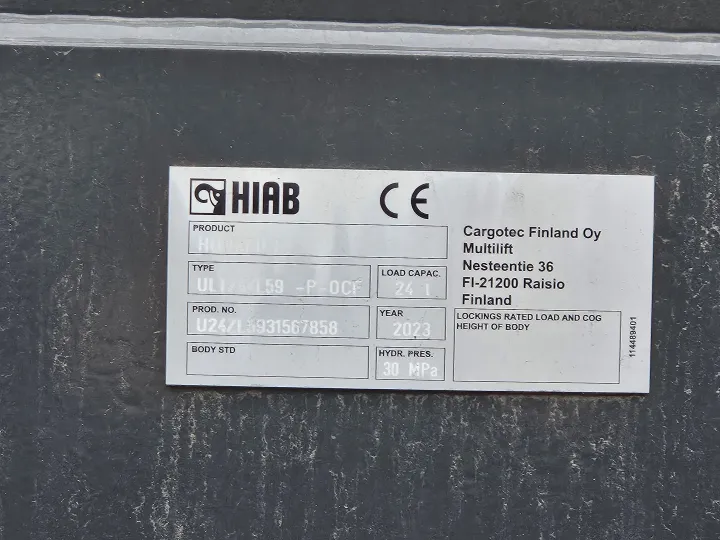 HIAB
CE
PRODUCT
TYPE
-P-OCF
LOAD CAPAC.
24 t
PROD. NO.
YEAR
2023
BODY STD
HYDR. PRES.
30 MPa
Cargotec Finland Oy
Multilift
Nesteentie 36
FI-21200 Raisio
Finland
LOCKINGS RATED LOAD AND COG
HEIGHT OF BODY
114489401